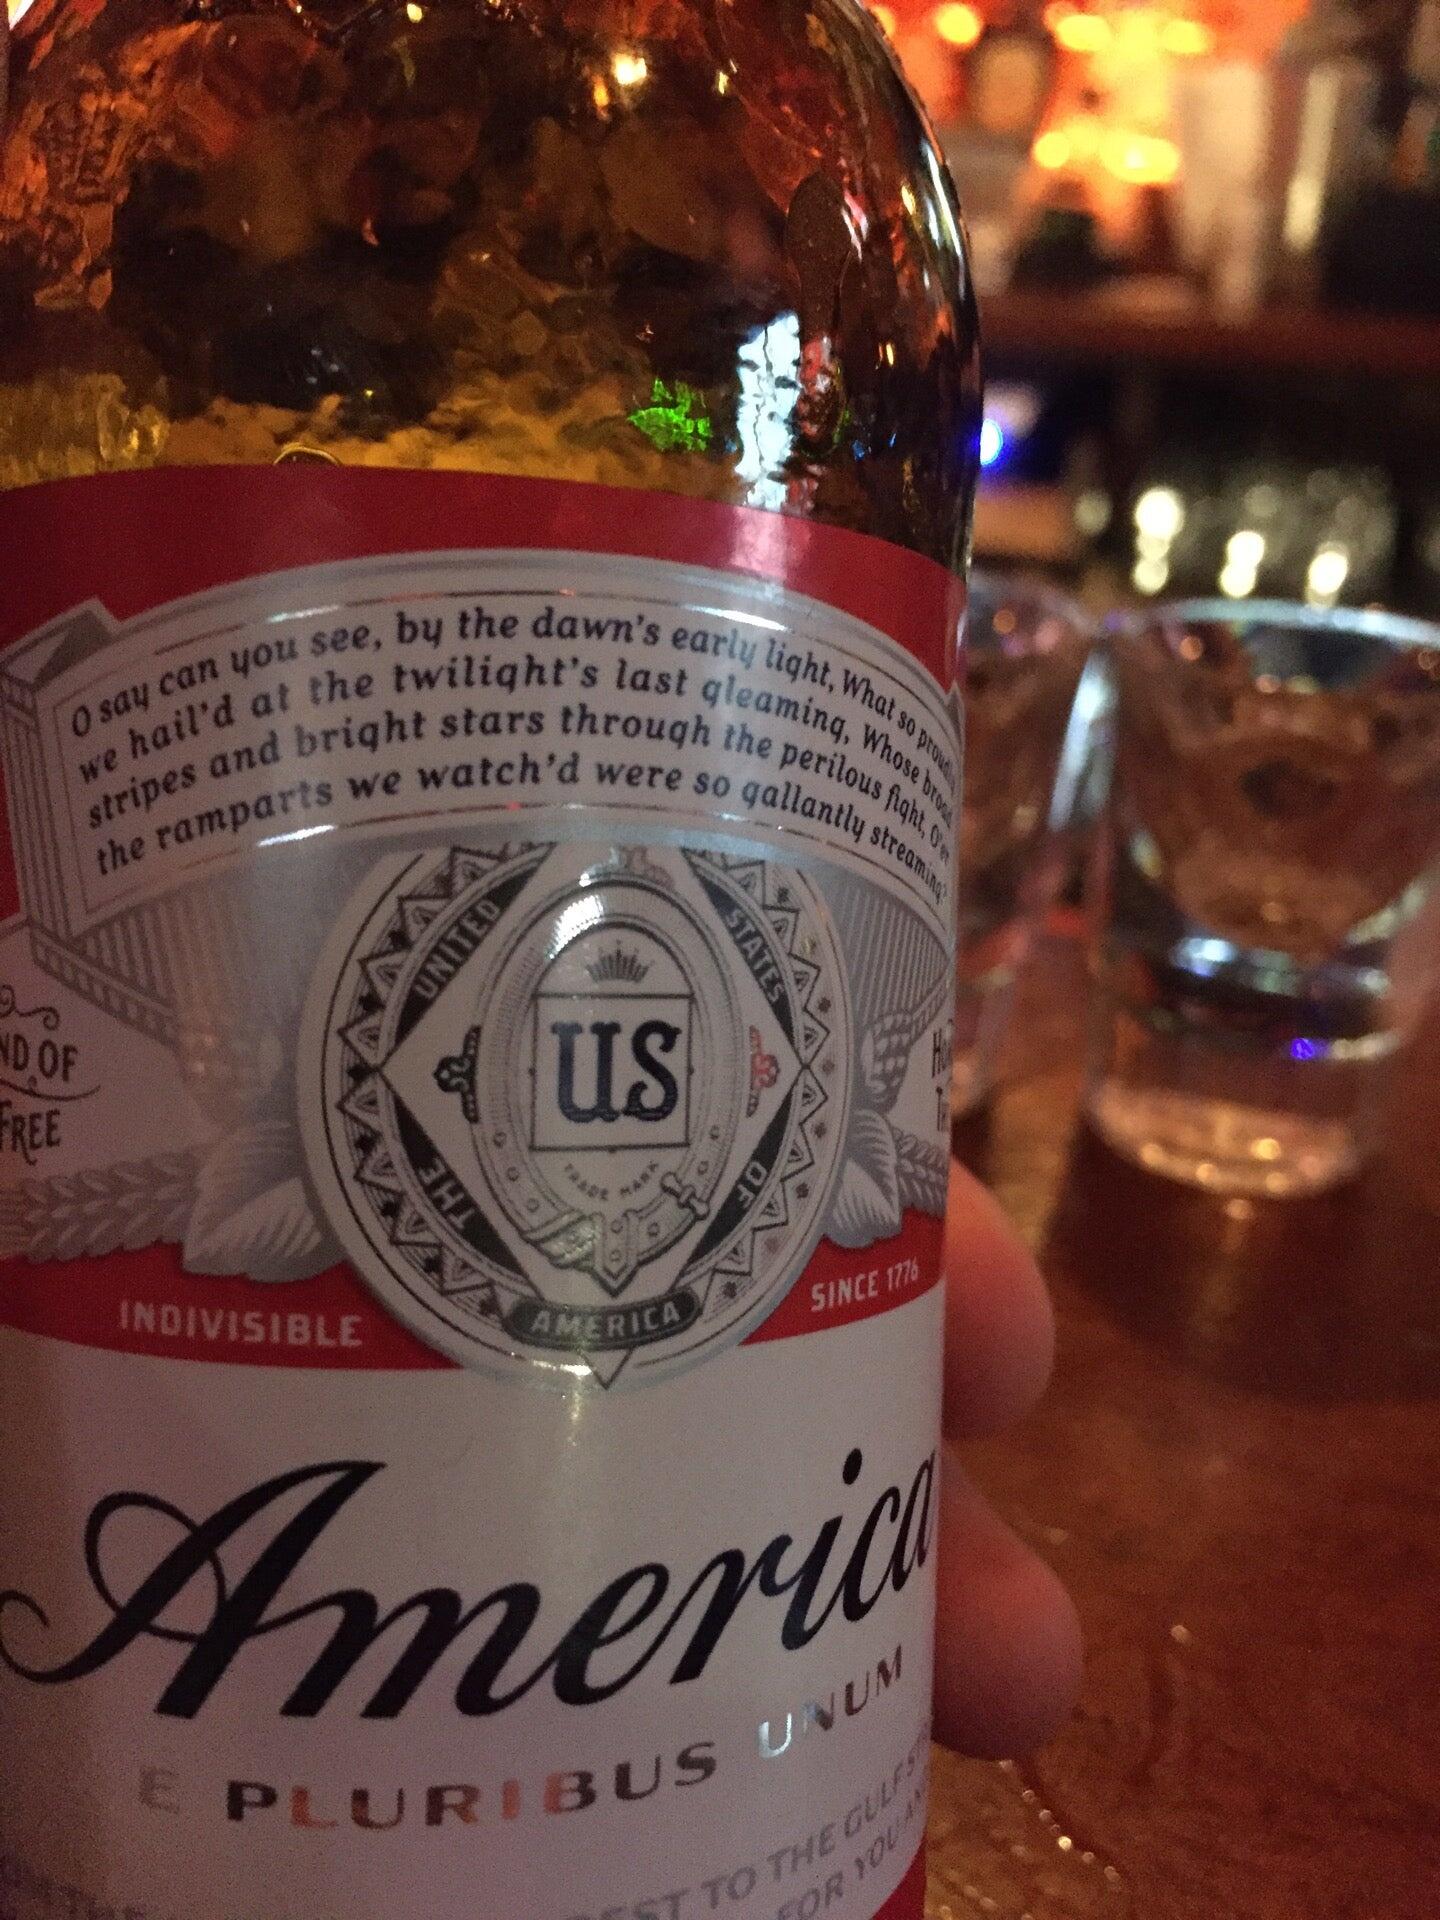 O say can you see, by the dawn's early light, What so proudly
we hail'd at the twilight's last gleaming, Whose broad
stripes and bright stars through the perilous fight, O'er
the ramparts we watch'd were so gallantly streaming?
UNITED
STATES
US
TRADE MARK
THE
OF
AMERICA
ND OF
FREE
INDIVISIBLE
SINCE 1776
America
E PLURIBUS UNUM
TO THE GULF
FOR YOU